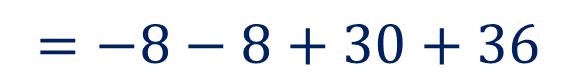 = −8 − 8 + 30 + 36